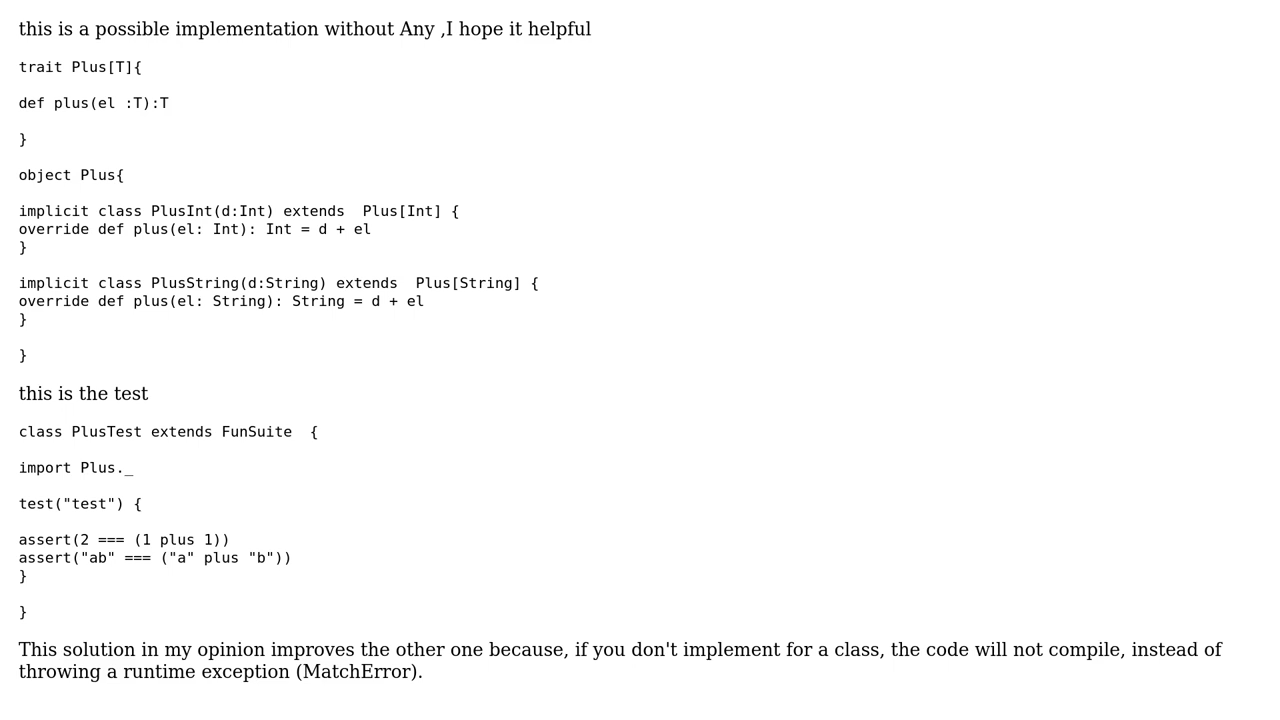 this is a possible implementation without Any ,I hope it helpful
trait Plus[T]{
def plus(el :T):T
}
object Plus{
implicit class PlusInt(d:Int) extends  Plus[Int] {
override def plus(el: Int): Int = d + el
}
implicit class PlusString(d:String) extends  Plus[String] {
override def plus(el: String): String = d + el
}
}
this is the test
class PlusTest extends FunSuite  {
import Plus._
test("test") {
assert(2 === (1 plus 1))
assert("ab" === ("a" plus "b"))
}
}
This solution in my opinion improves the other one because, if you don't implement for a class, the code will not compile, instead of
throwing a runtime exception (MatchError).